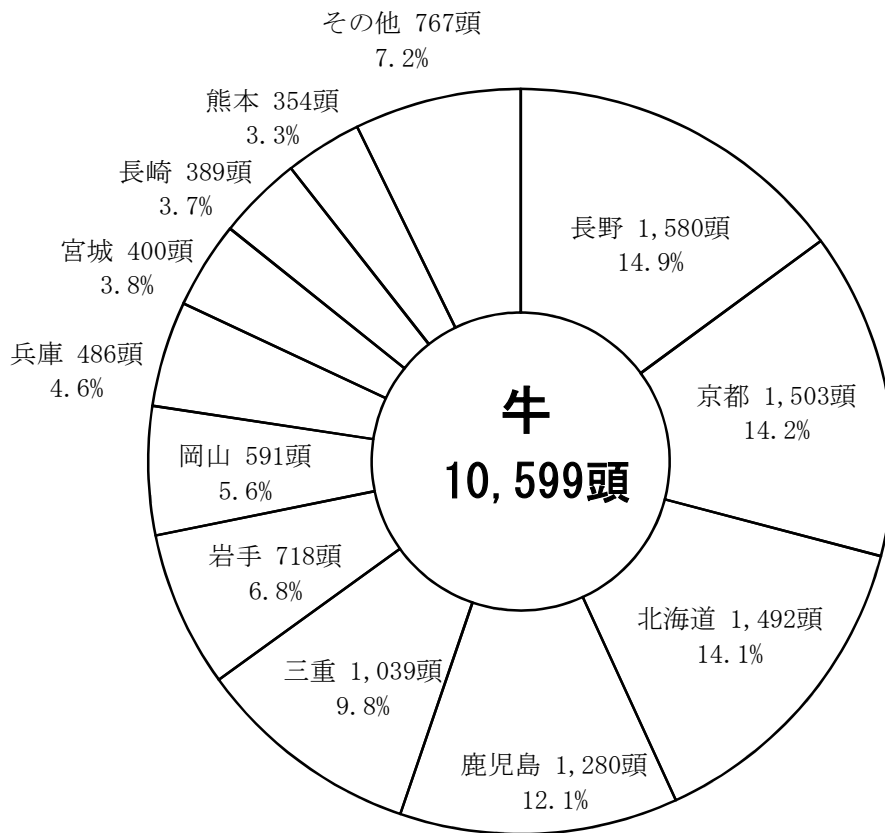 その他 767頭
7.2%
熊本 354頭
3.3%
長崎 389頭
3.7%
宮城 400頭
3.8%
兵庫 486頭
4.6%
岡山 591頭
5.6%
岩手 718頭
6.8%
三重 1,039頭
9.8%
鹿児島 1,280頭
12.1%
北海道 1,492頭
14.1%
京都 1,503頭
14.2%
長野 1,580頭
14.9%
牛
10,599頭